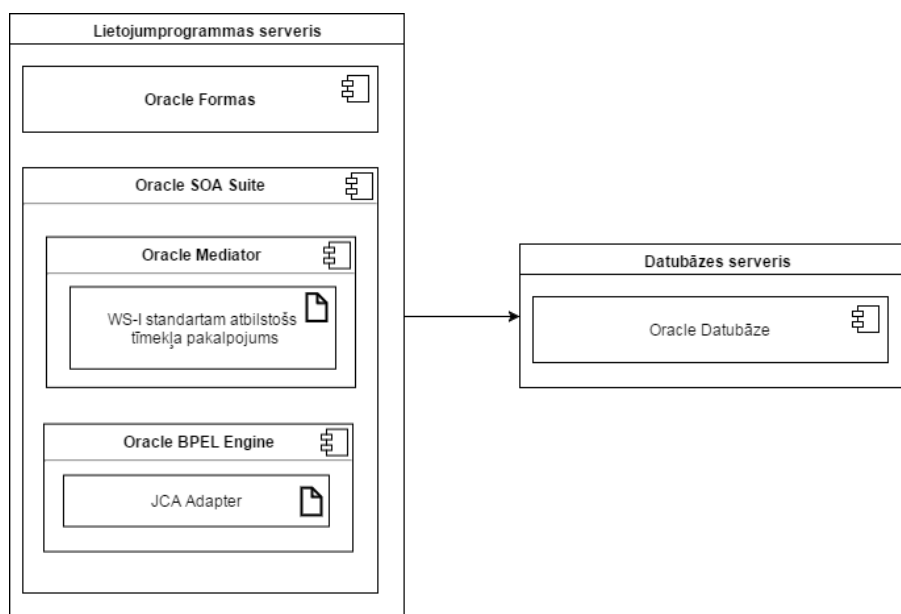 Lietojumprogrammas serveris
Oracle Formas
Oracle SOA Suite
Oracle Mediator
WS-I standartam atbilstošs
tīmekļa pakalpojums
Oracle BPEL Engine
JCA Adapter
Datubāzes serveris
Oracle Datubāze